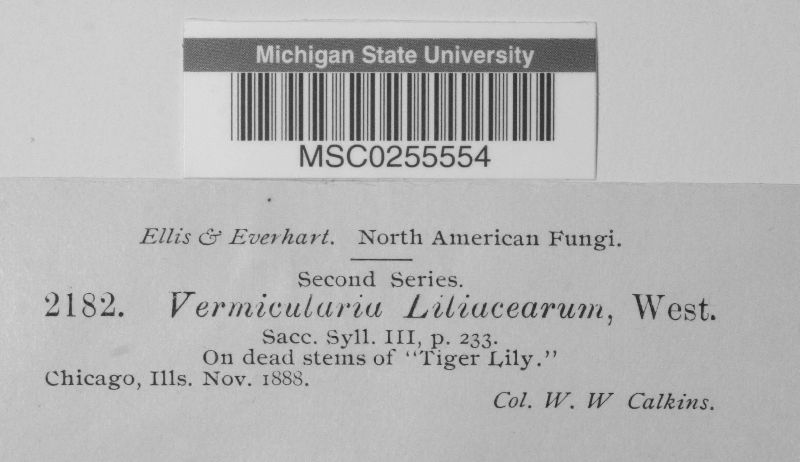 Michigan State University
MSC0255554
Ellis & Everhart. North American Fungi.
Second Series.
2182. Vermicularia Liliacearum, West.
Sacc. Syll. III, p. 233.
On dead stems of "Tiger Lily."
Chicago, Ills. Nov. 1888.
Col. W. W Calkins.